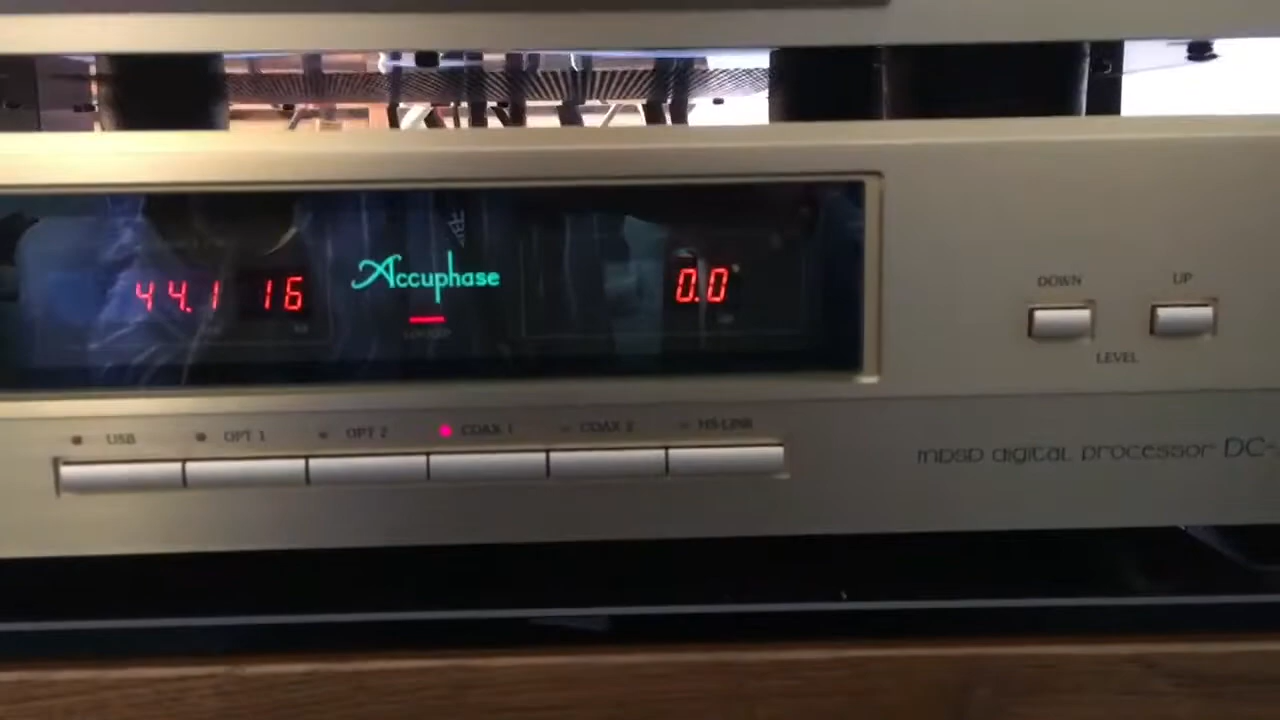 44.1 16
Accuphase
0.0
DOWN
UP
LEVEL
USB
OPT 1
OPT 2
COAX 1
COAX 2
HS-LINK
MDSD digital processor DC-